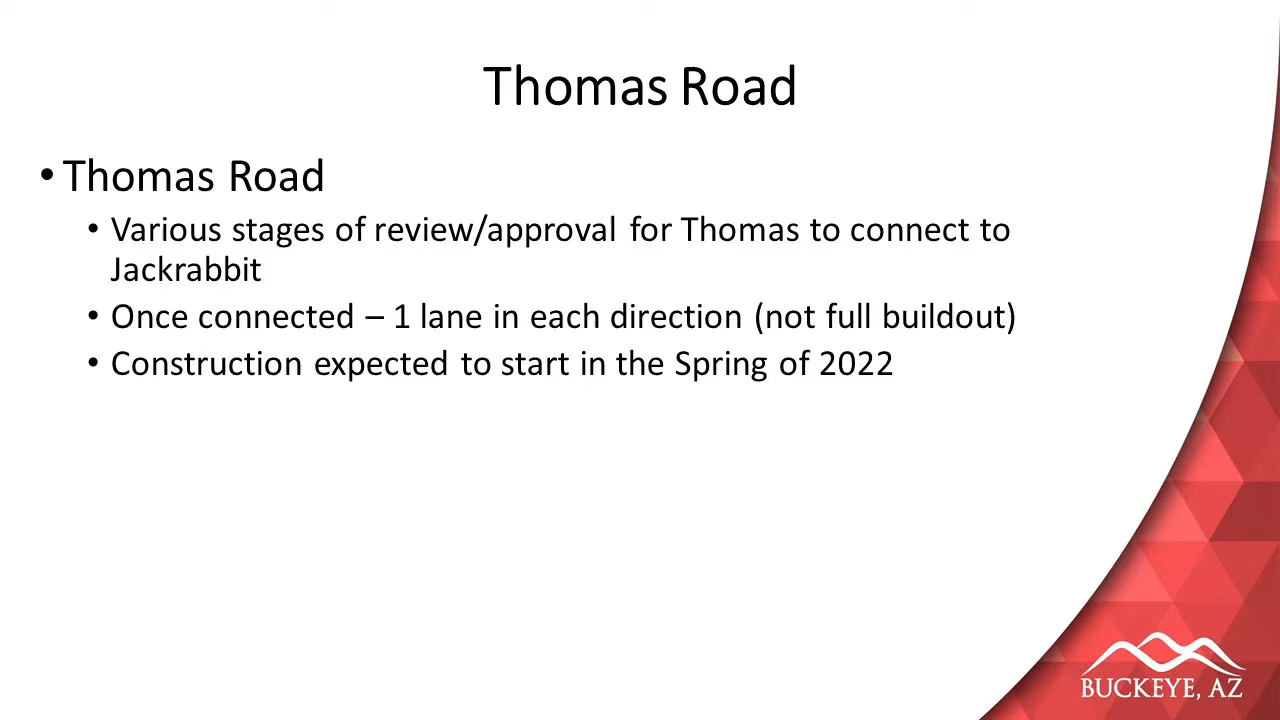 Thomas Road
• Thomas Road
• Various stages of review/approval for Thomas to connect to
Jackrabbit
• Once connected – 1 lane in each direction (not full buildout)
• Construction expected to start in the Spring of 2022
BUCKEYE, AZ